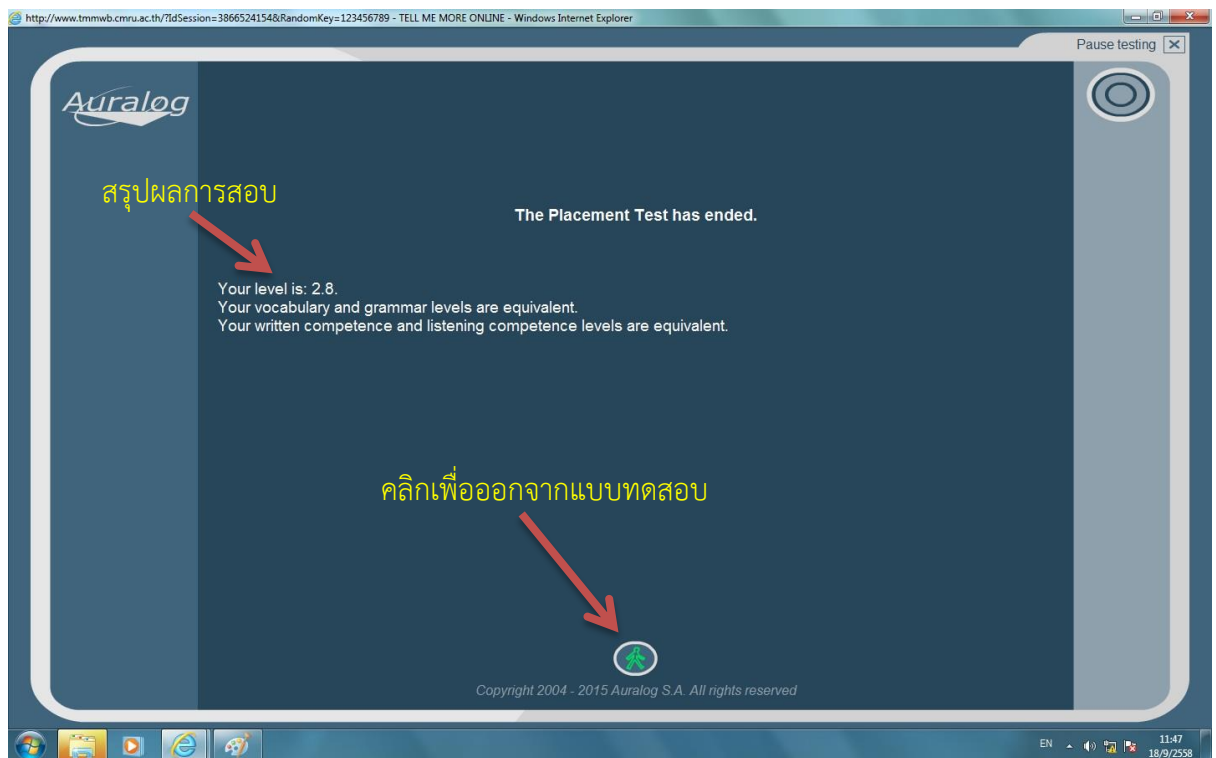 http://www.tmmwb.cmru.ac.th/?IdSession=3866524154&RandomKey=123456789 - TELL ME MORE ONLINE - Windows Internet Explorer
Pause testing
Auralog
สรุปผลการสอบ
The Placement Test has ended.
Your level is: 2.8.
Your vocabulary and grammar levels are equivalent.
Your written competence and listening competence levels are equivalent.
คลิกเพื่อออกจากแบบทดสอบ
Copyright 2004 - 2015 Auralog S.A. All rights reserved
EN
11:47
18/9/2558